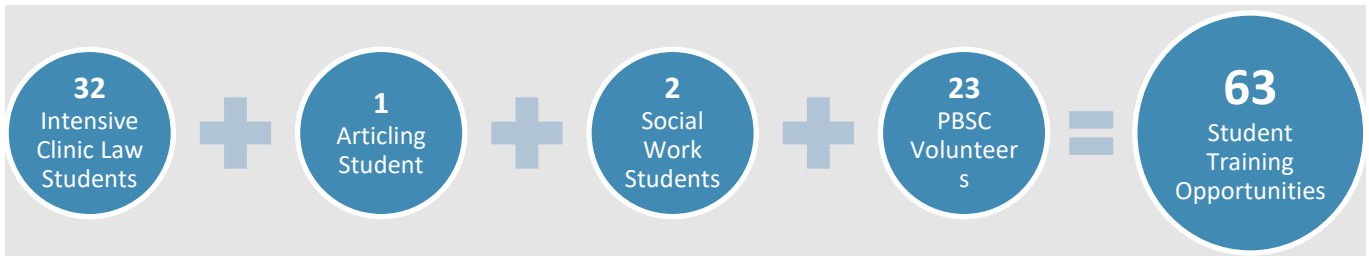 32
Intensive
Clinic Law
Students
1
Articling
Student
2
Social
Work
Students
23
PBSC
Volunteer
s
63
Student
Training
Opportunities